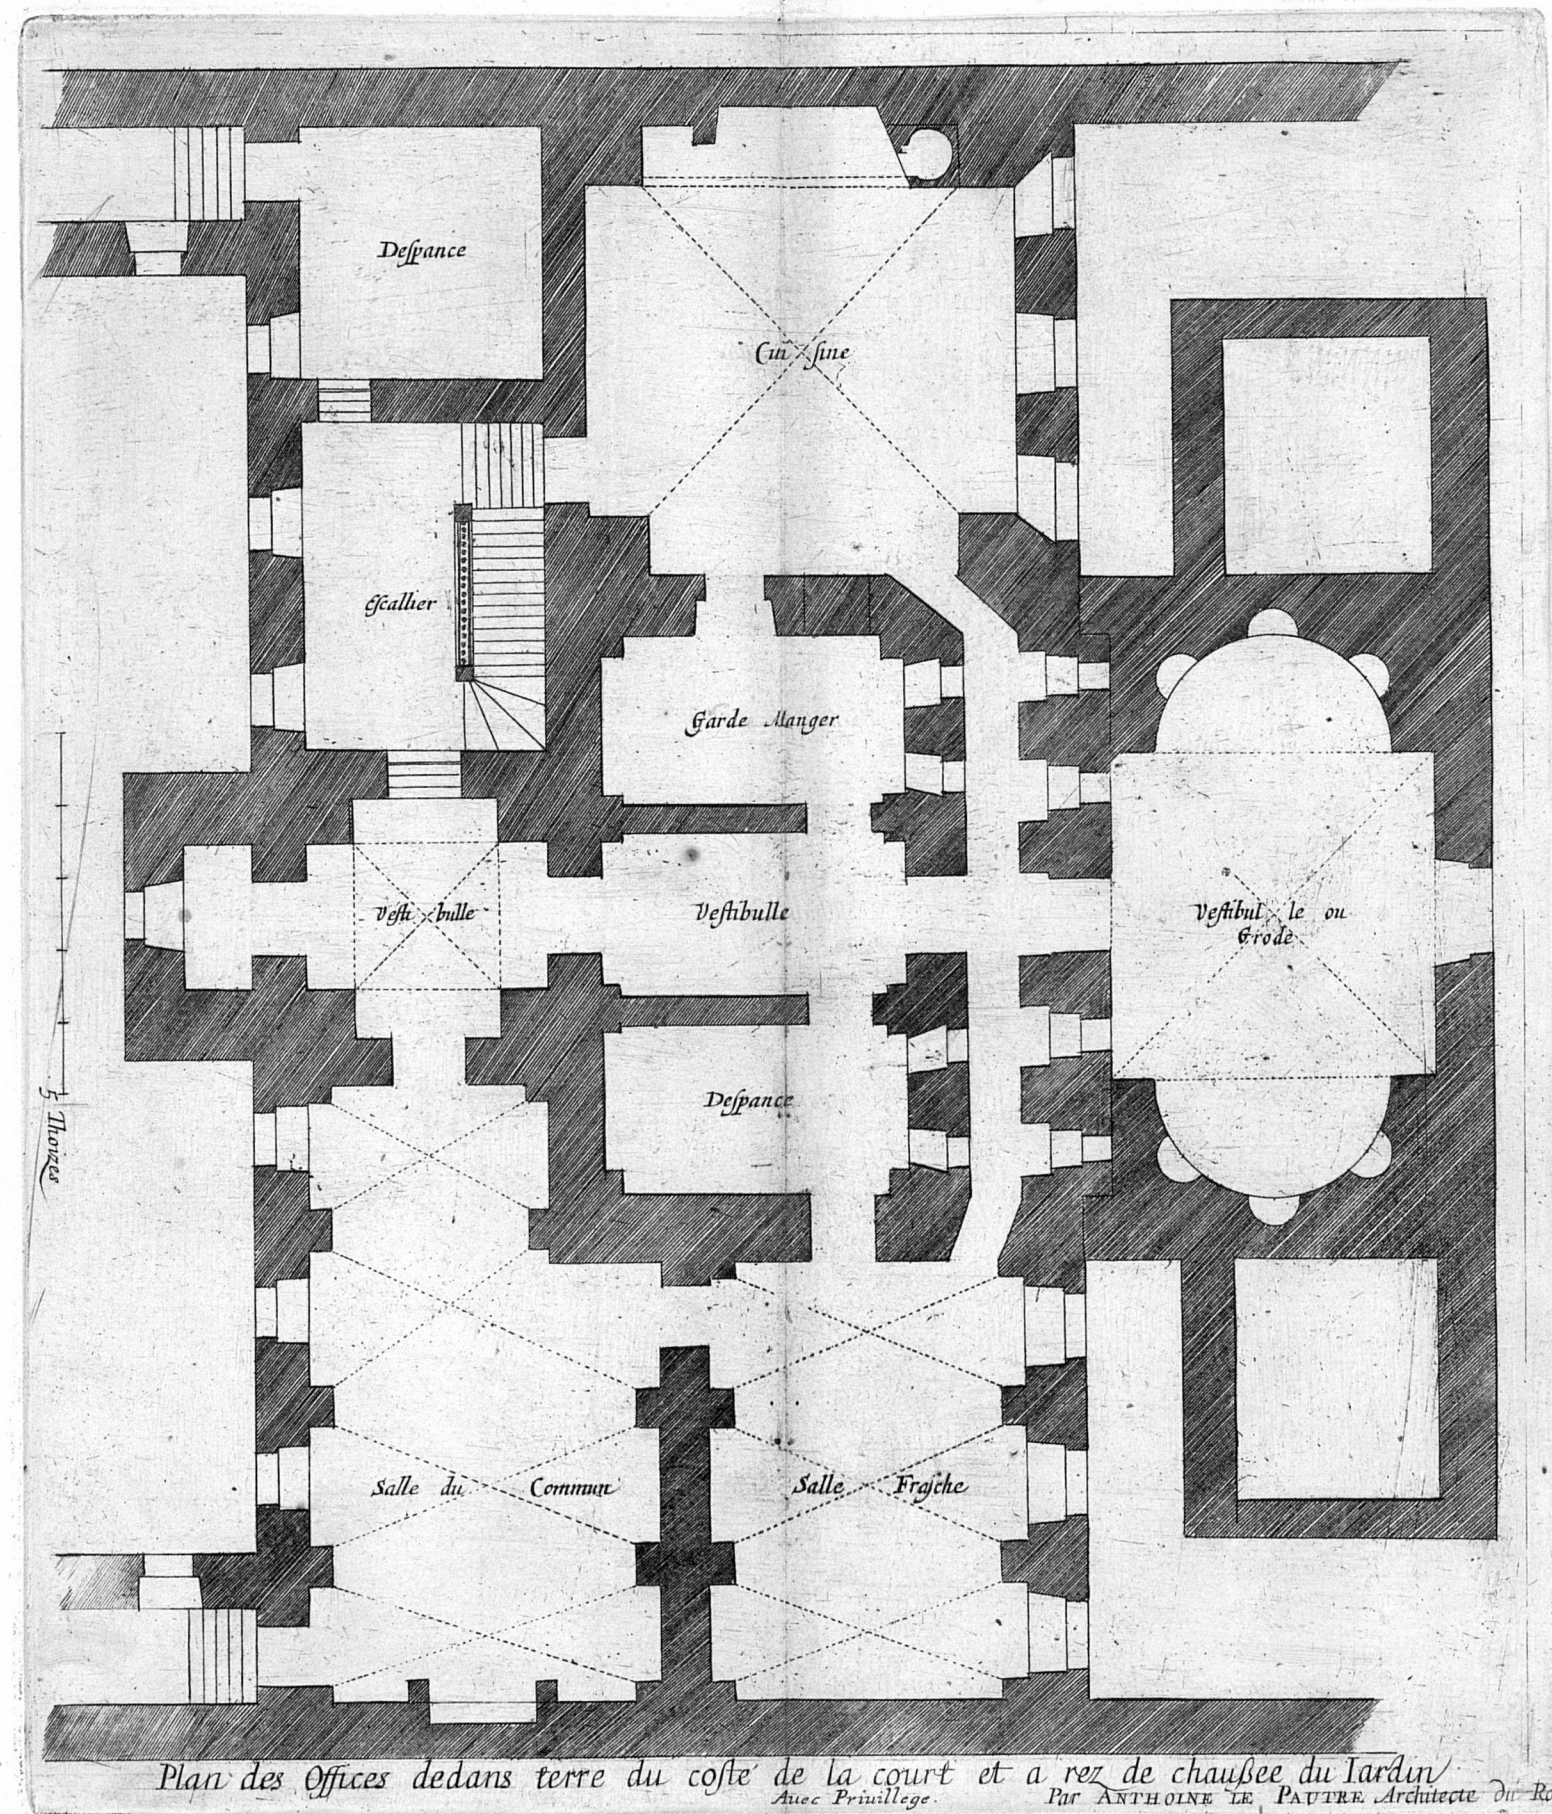 Deſpance
Cuiſine
Eſcallier
Garde Manger
Veſtibulle
Veſtibulle
Veſtibulle ou
Grode
Deſpance
5 Thoizes
Salle du Commun
Salle Fraſche
Plan des Offices dedans terre du coſté de la court et a rez de chaußee du Iardin
Auec Priuillege. Par ANTHOINE LE PAUTRE Architecte du